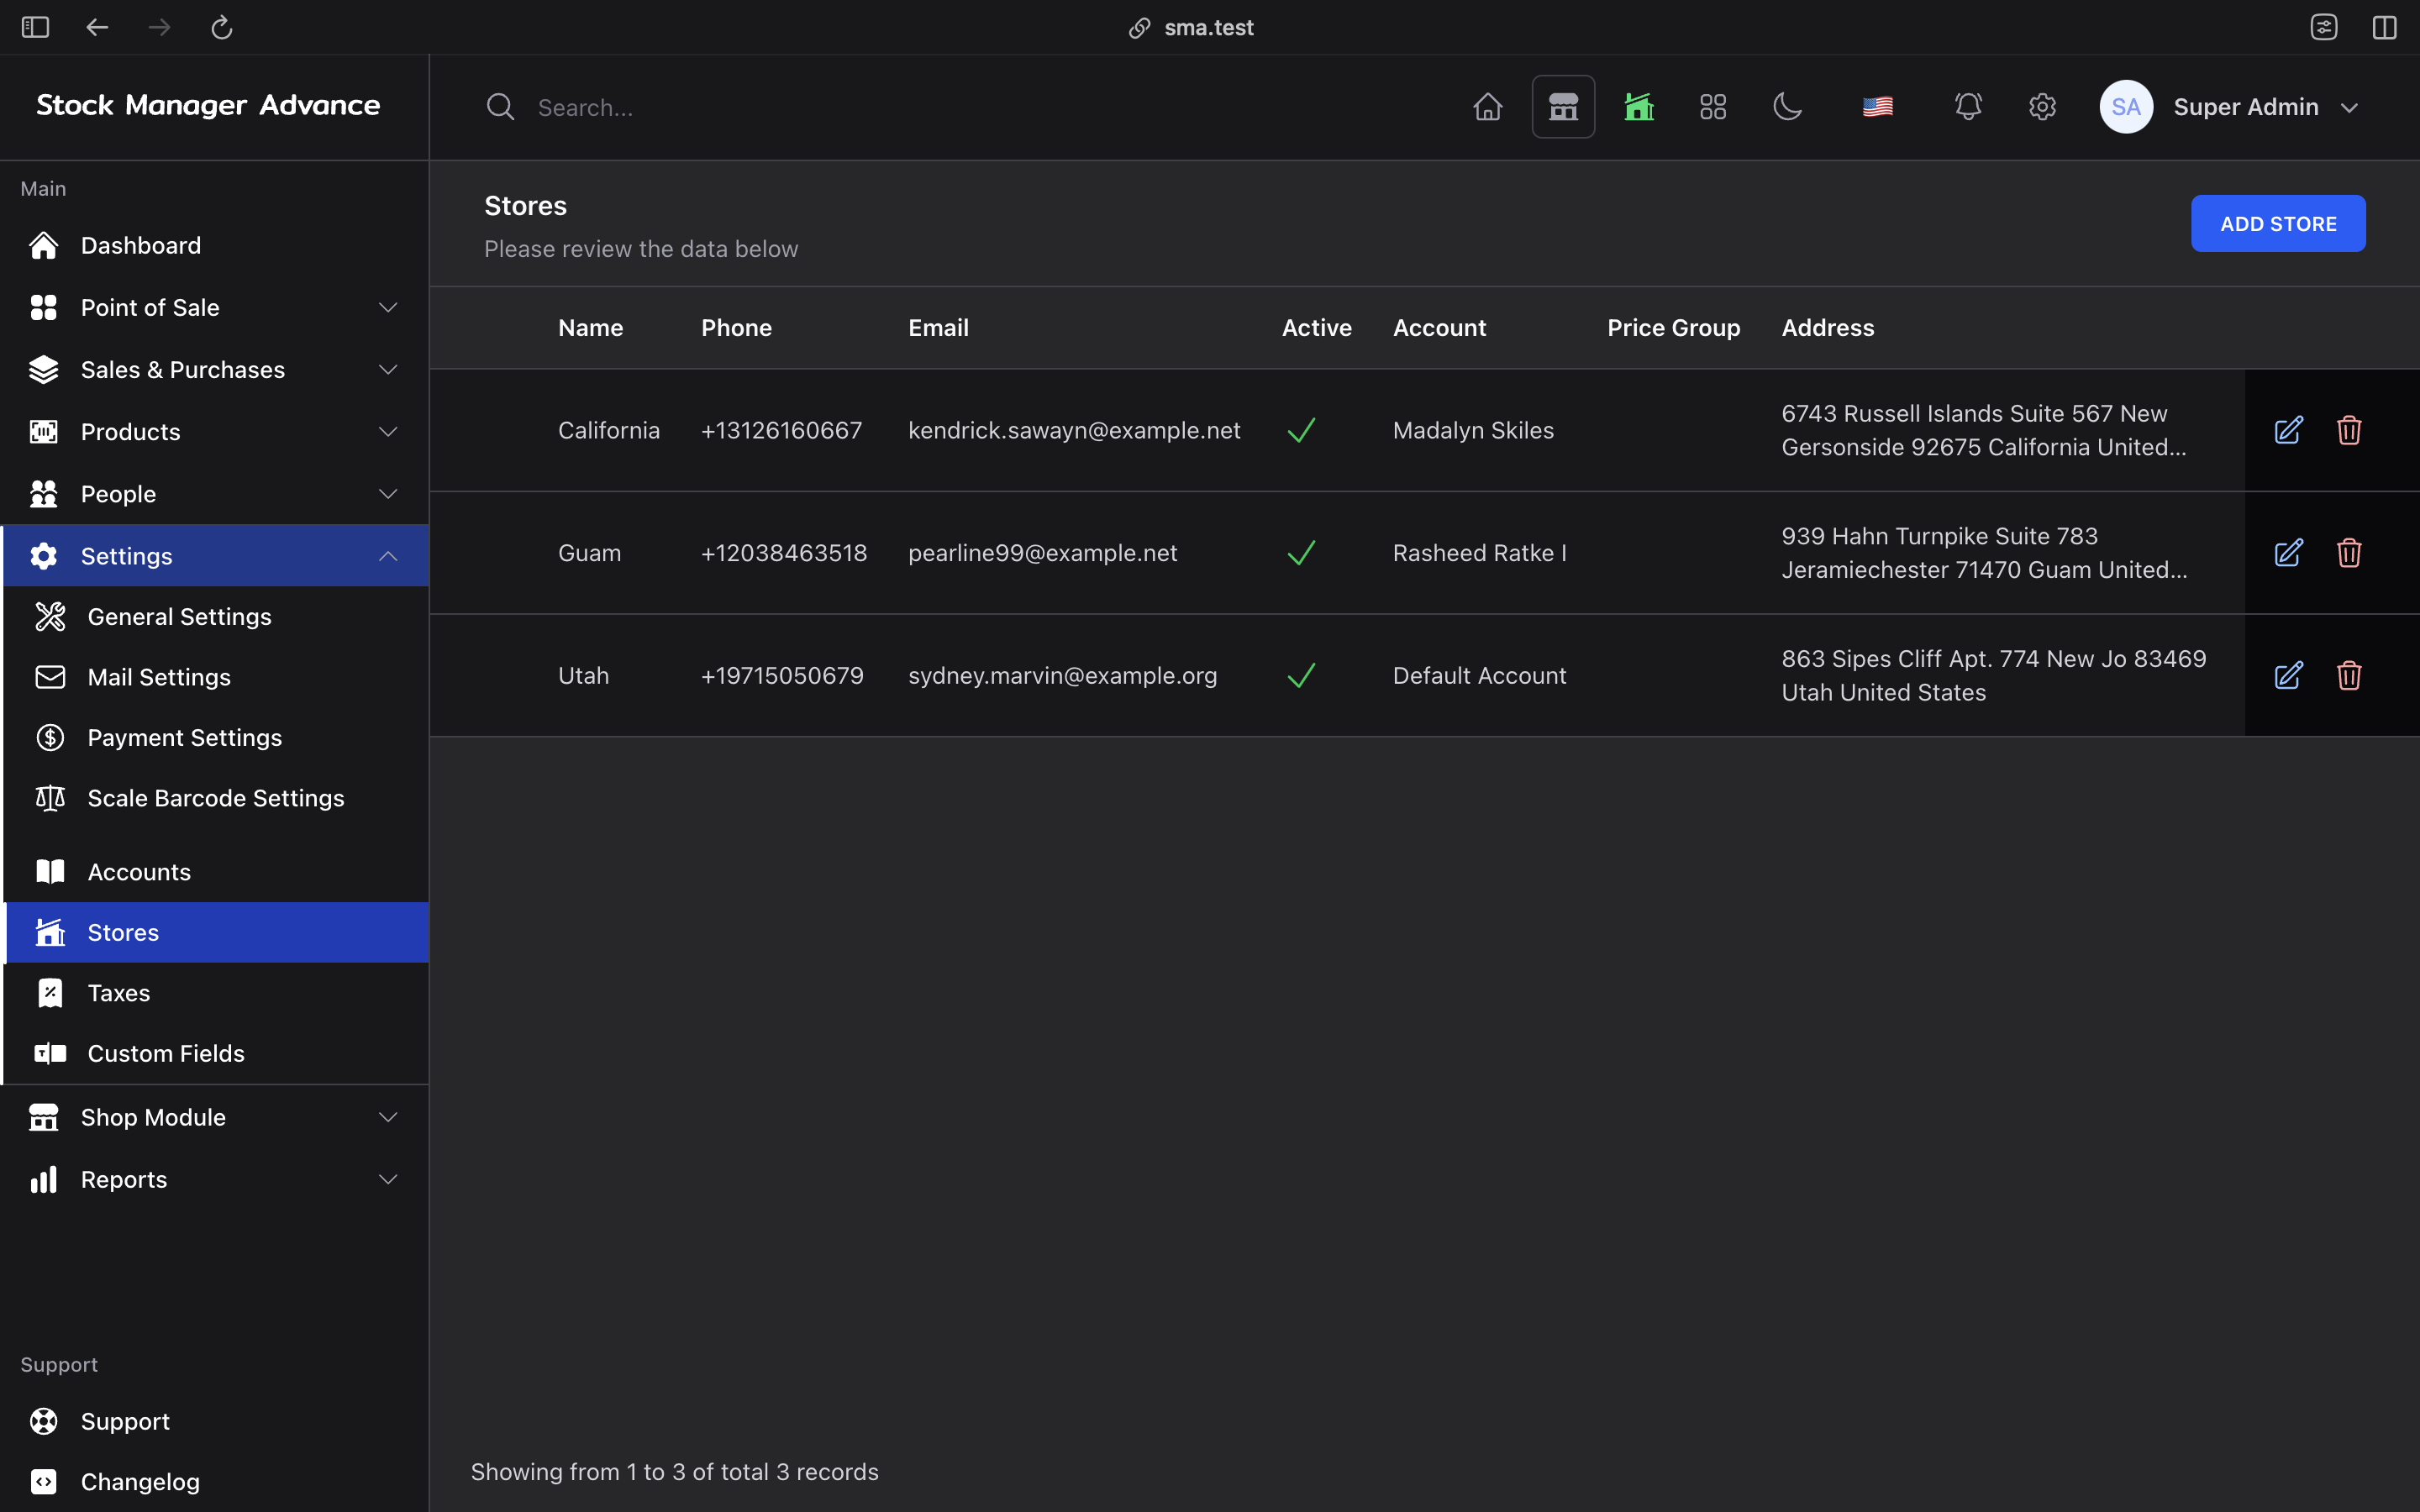 sma.test
Stock Manager Advance
Search...
SA
Super Admin
Main
Dashboard
Point of Sale
Sales & Purchases
Products
People
Settings
General Settings
Mail Settings
Payment Settings
Scale Barcode Settings
Accounts
Stores
Taxes
Custom Fields
Shop Module
Reports
Support
Support
Changelog
Stores
Please review the data below
ADD STORE
Name Phone Email Active Account Price Group Address
California +13126160667 kendrick.sawayn@example.net Madalyn Skiles 6743 Russell Islands Suite 567 New
Gersonside 92675 California United...
Guam +12038463518 pearline99@example.net Rasheed Ratke I 939 Hahn Turnpike Suite 783
Jeramiechester 71470 Guam United...
Utah +19715050679 sydney.marvin@example.org Default Account 863 Sipes Cliff Apt. 774 New Jo 83469
Utah United States
Showing from 1 to 3 of total 3 records